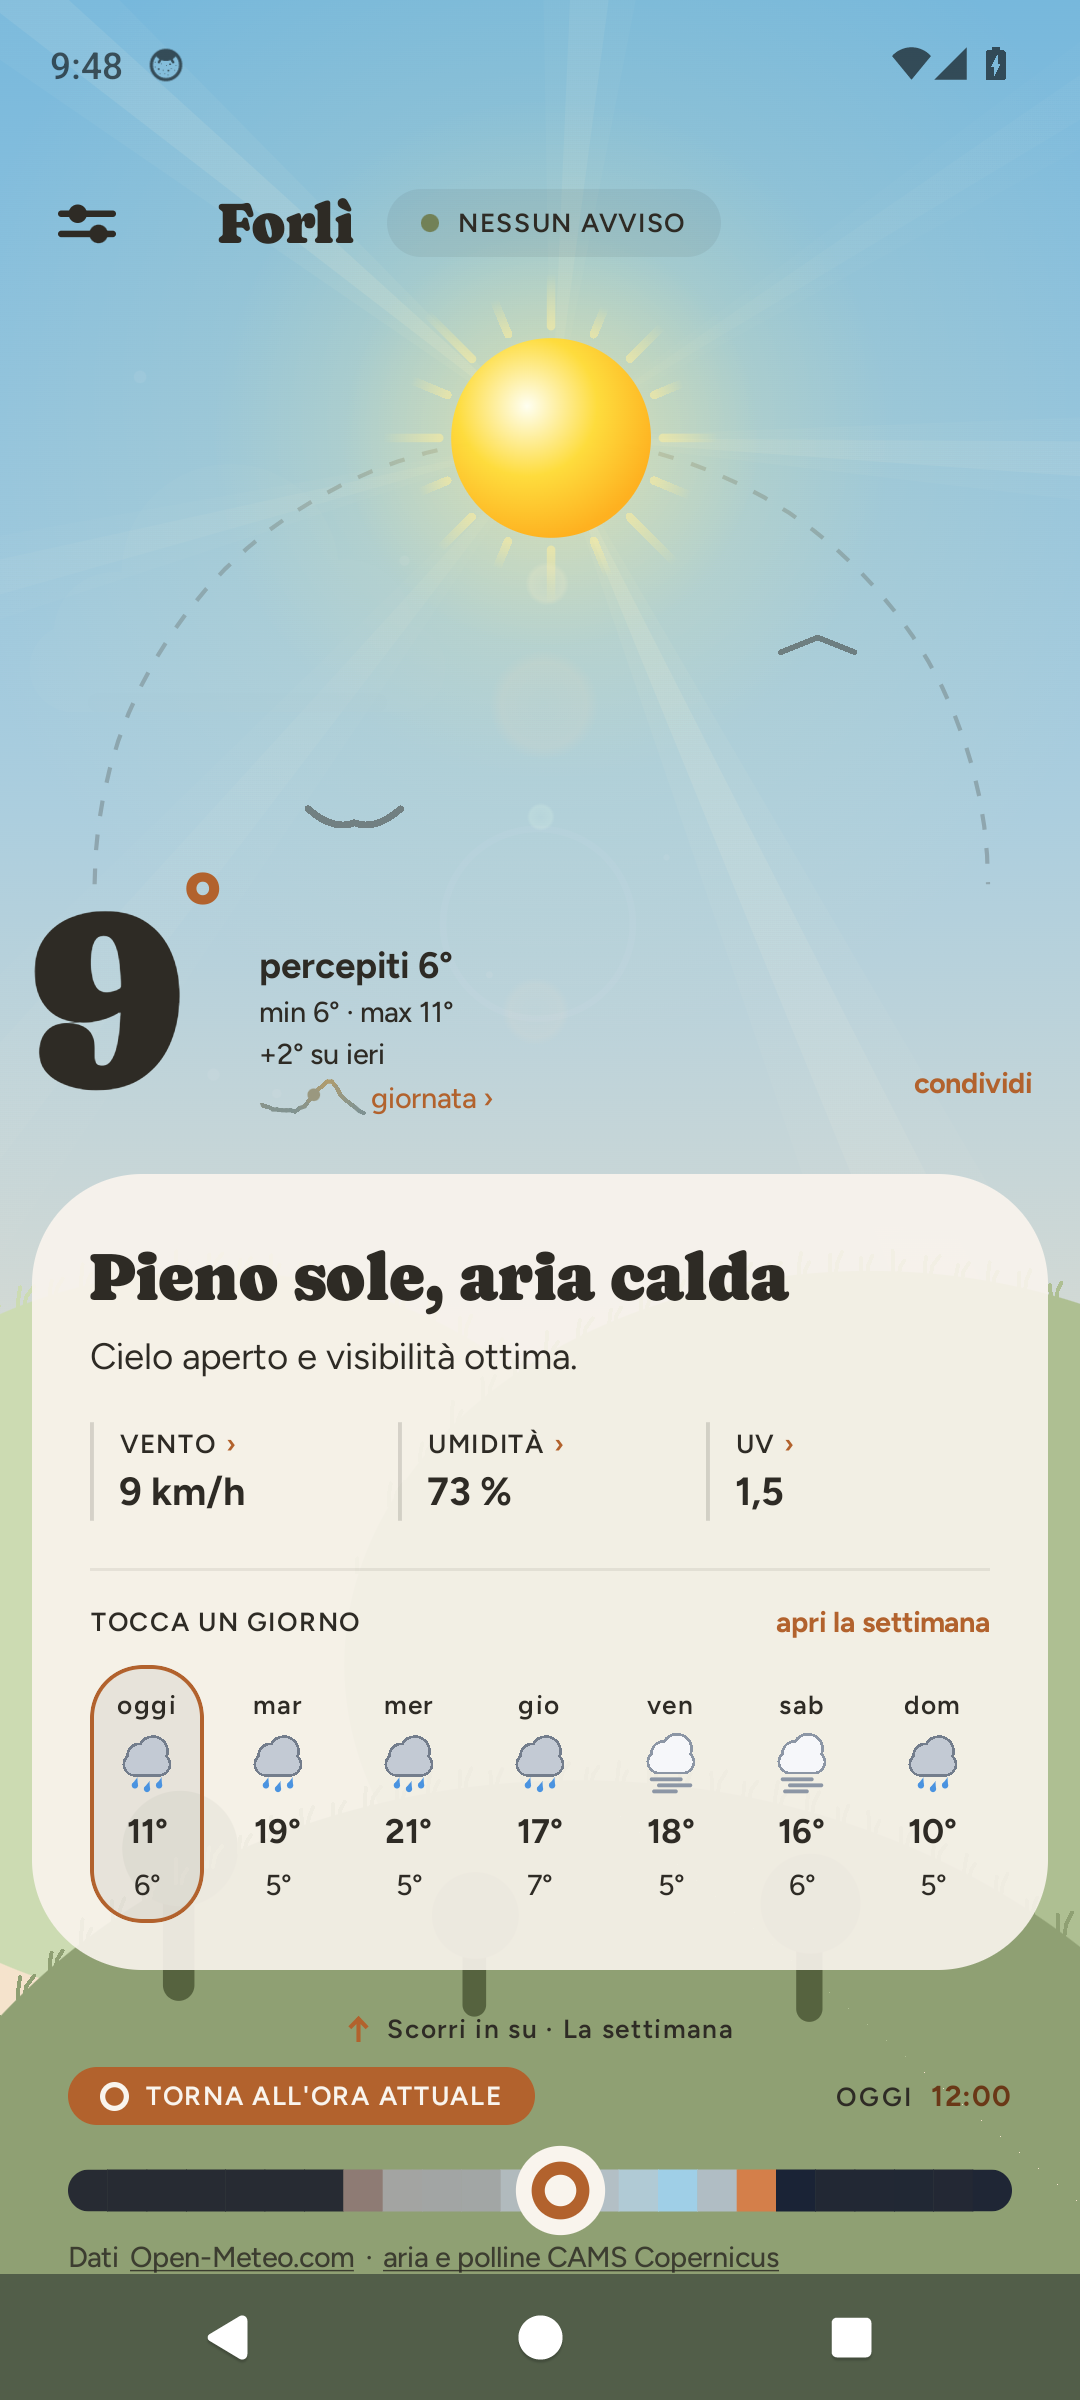 9:48
Forlì
NESSUN AVVISO
9°
percepiti 6°
min 6° · max 11°
+2° su ieri
giornata ›
condividi
Pieno sole, aria calda
Cielo aperto e visibilità ottima.
VENTO › UMIDITÀ › UV ›
9 km/h 73 % 1,5
TOCCA UN GIORNO apri la settimana
oggi mar mer gio ven sab dom
11° 19° 21° 17° 18° 16° 10°
6° 5° 5° 7° 5° 6° 5°
↑ Scorri in su · La settimana
TORNA ALL'ORA ATTUALE OGGI 12:00
Dati Open-Meteo.com · aria e polline CAMS Copernicus